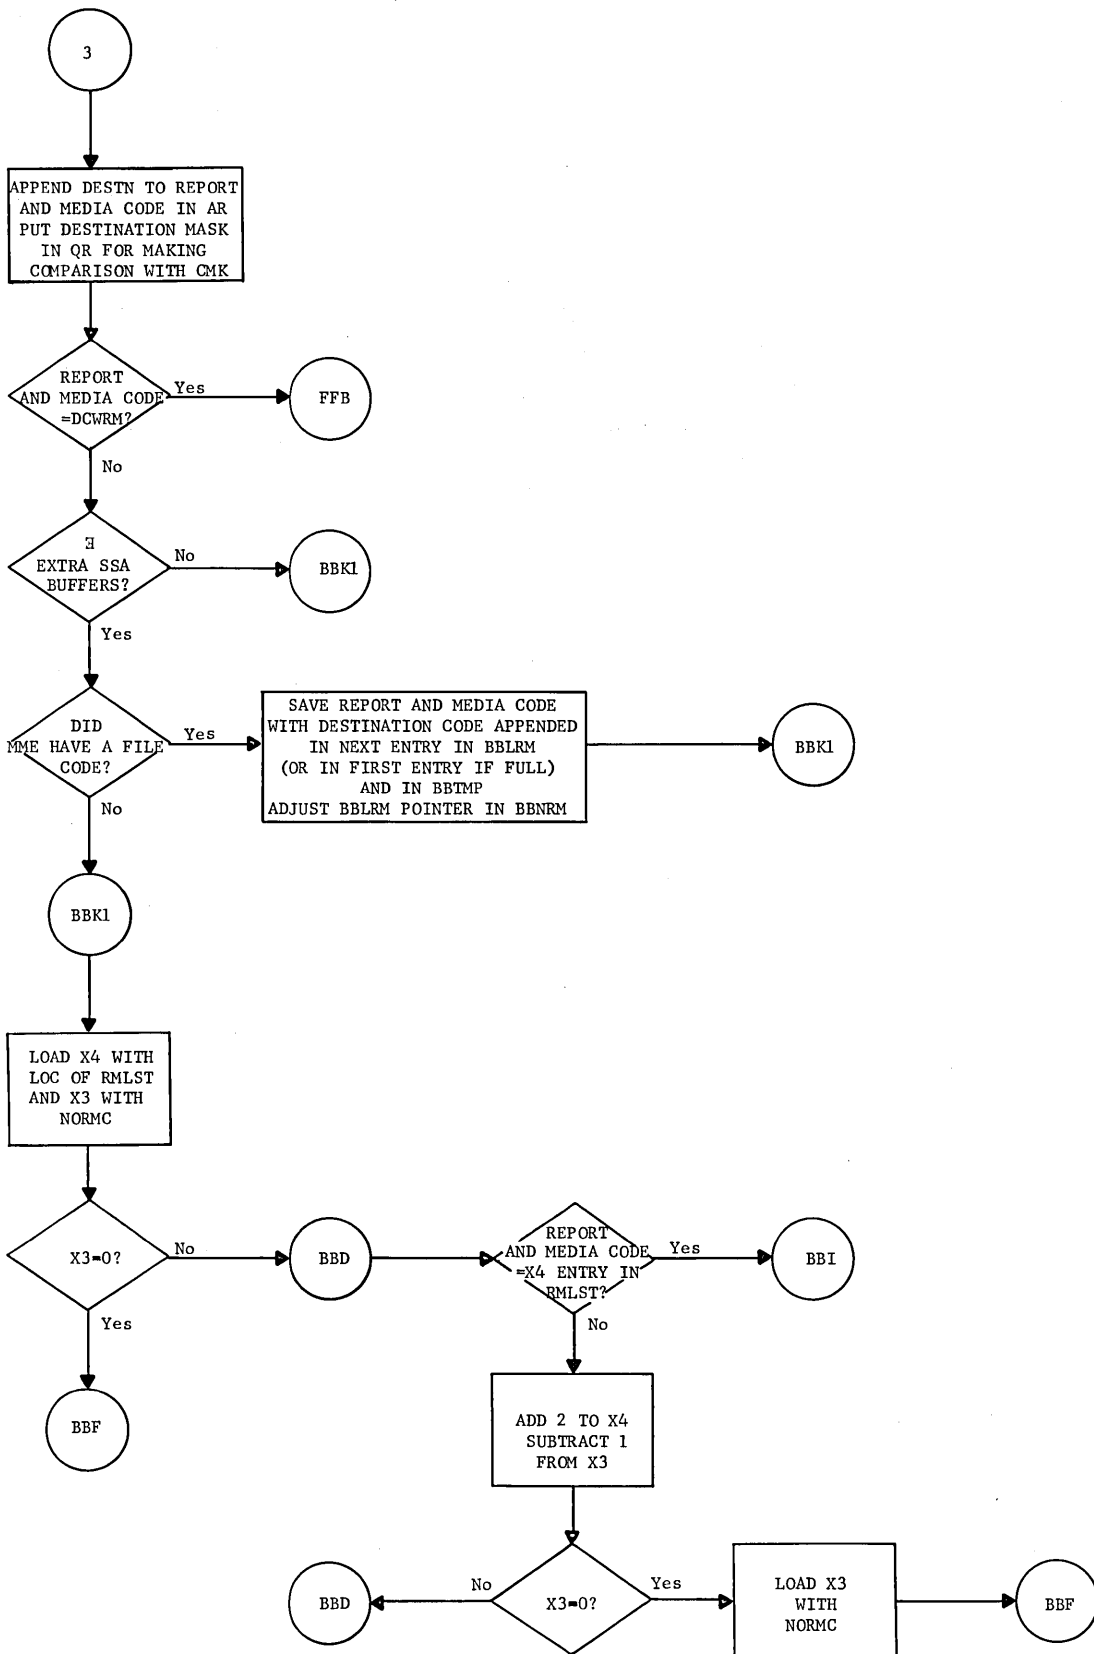 3
APPEND DESTN TO REPORT
AND MEDIA CODE IN AR
PUT DESTINATION MASK
IN QR FOR MAKING
COMPARISON WITH CMK
REPORT
AND MEDIA CODE
=DCWRM?
Yes
FFB
No
∃
EXTRA SSA
BUFFERS?
No
BBK1
Yes
DID
MME HAVE A FILE
CODE?
Yes
SAVE REPORT AND MEDIA CODE
WITH DESTINATION CODE APPENDED
IN NEXT ENTRY IN BBLRM
(OR IN FIRST ENTRY IF FULL)
AND IN BBTMP
ADJUST BBLRM POINTER IN BBNRM
BBK1
No
BBK1
LOAD X4 WITH
LOC OF RMLST
AND X3 WITH
NORMC
X3=0?
No
BBD
REPORT
AND MEDIA CODE
=X4 ENTRY IN
RMLST?
Yes
BBI
Yes
BBF
No
ADD 2 TO X4
SUBTRACT 1
FROM X3
X3=0?
No
BBD
Yes
LOAD X3
WITH
NORMC
BBF